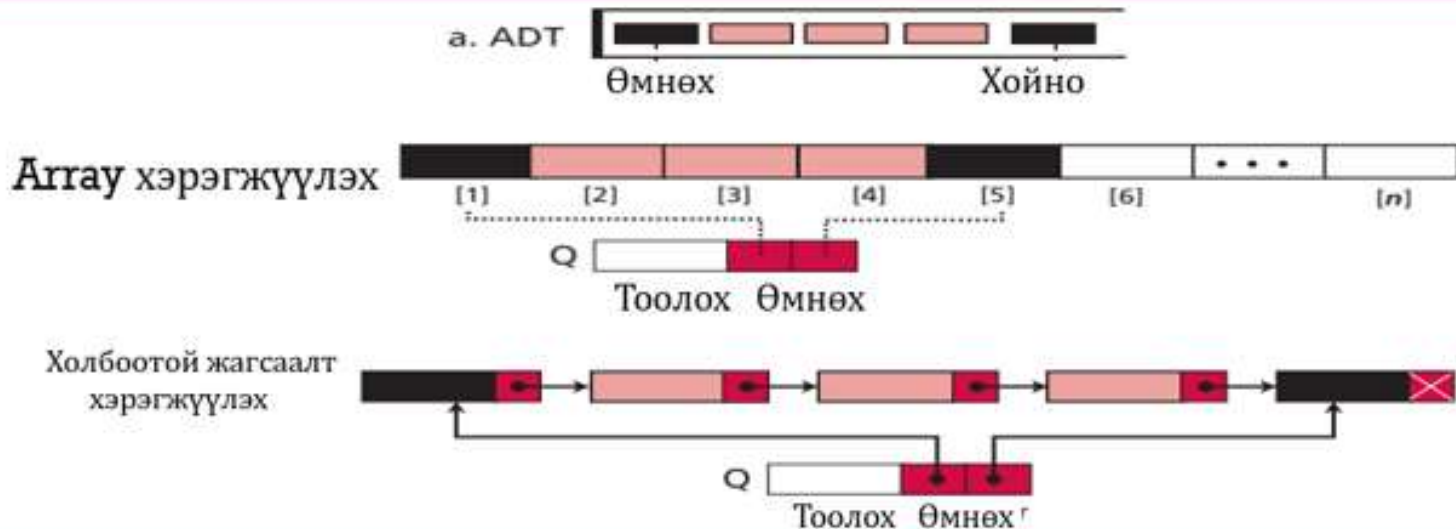 a. ADT
Өмнөх Хойно
Array хэрэгжүүлэх
[1] [2] [3] [4] [5] [6] • • • [n]
Q
Тоолох Өмнөх
Холбоотой жагсаалт
хэрэгжүүлэх
Q
Тоолох Өмнөх r